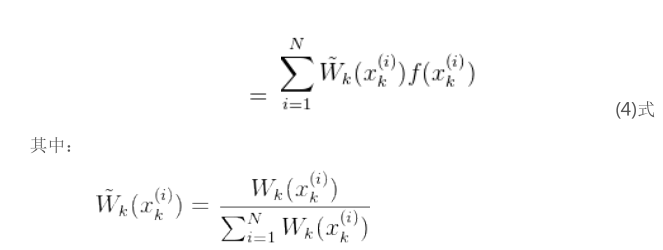 = \sum_{i=1}^{N} \tilde{W}_k(x_k^{(i)}) f(x_k^{(i)})
(4)式
其中：
\tilde{W}_k(x_k^{(i)}) = \frac{W_k(x_k^{(i)})}{\sum_{i=1}^{N} W_k(x_k^{(i)})}